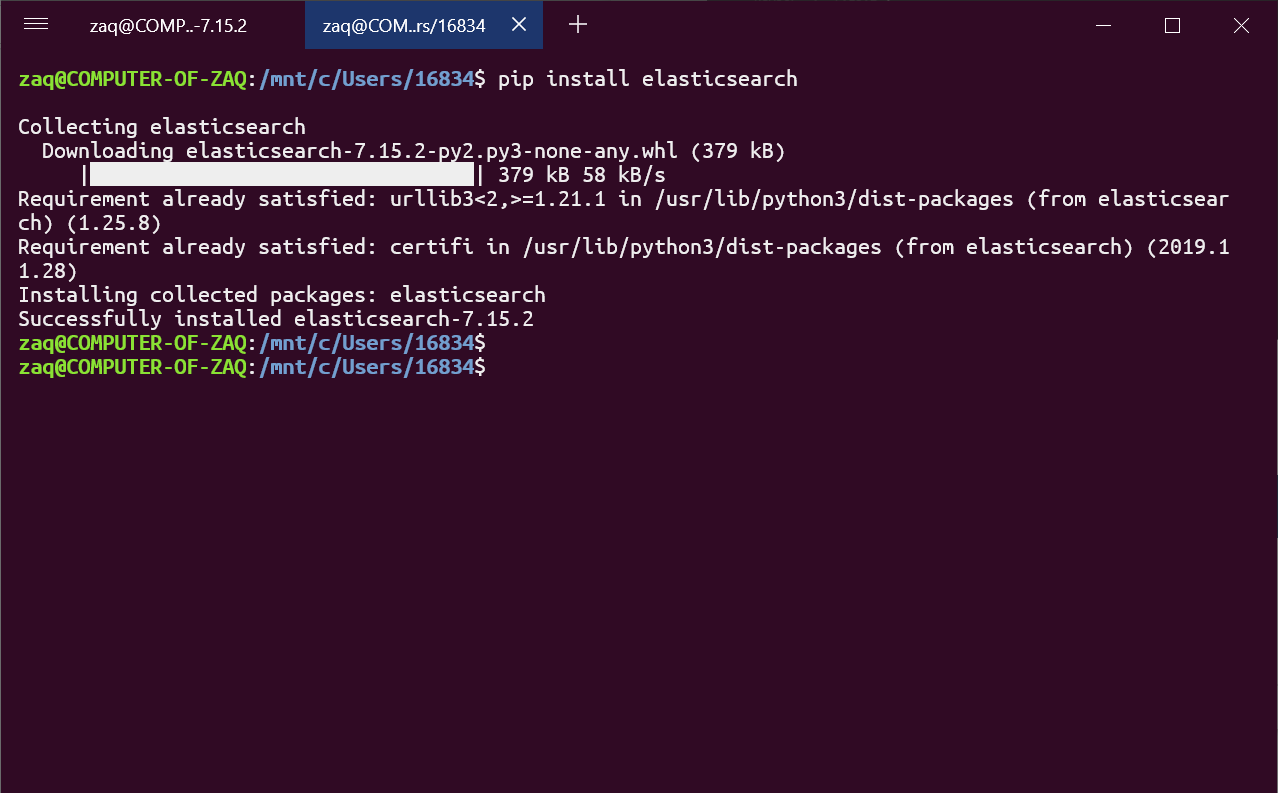 zaq@COMP..-7.15.2
zaq@COM..rs/16834
zaq@COMPUTER-OF-ZAQ:/mnt/c/Users/16834$ pip install elasticsearch
Collecting elasticsearch
  Downloading elasticsearch-7.15.2-py2.py3-none-any.whl (379 kB)
     |                                | 379 kB 58 kB/s
Requirement already satisfied: urllib3<2,>=1.21.1 in /usr/lib/python3/dist-packages (from elasticsear
ch) (1.25.8)
Requirement already satisfied: certifi in /usr/lib/python3/dist-packages (from elasticsearch) (2019.1
1.28)
Installing collected packages: elasticsearch
Successfully installed elasticsearch-7.15.2
zaq@COMPUTER-OF-ZAQ:/mnt/c/Users/16834$
zaq@COMPUTER-OF-ZAQ:/mnt/c/Users/16834$